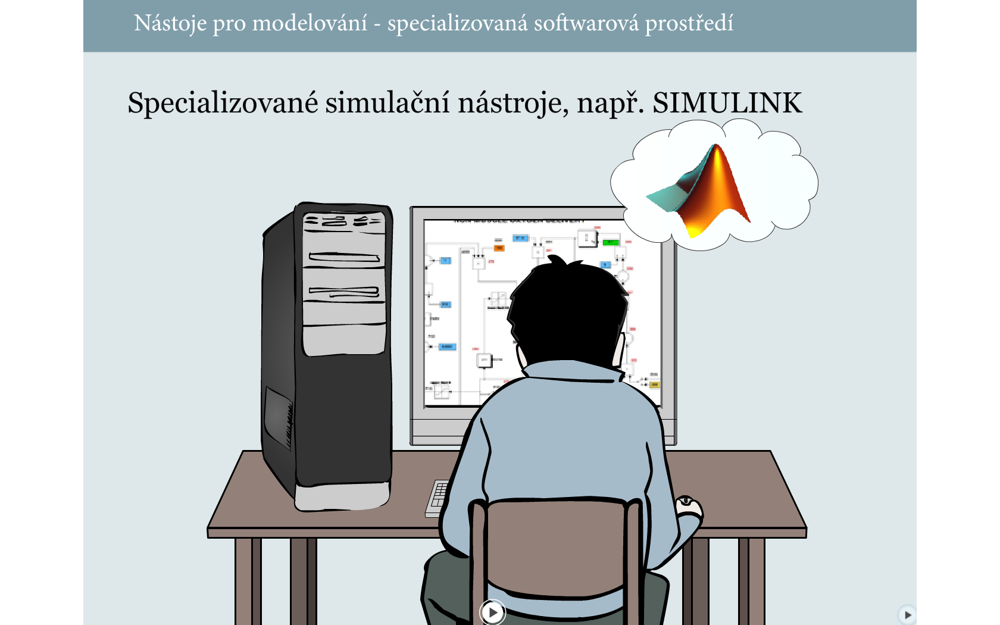 Nástoje pro modelování - specializovaná softwarová prostředí
Specializované simulační nástroje, např. SIMULINK